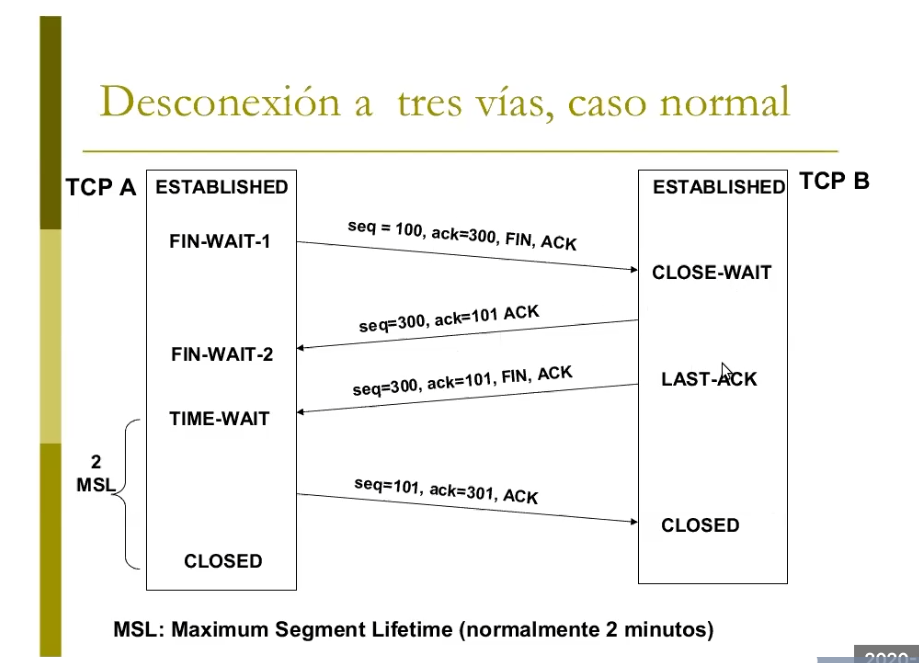 Desconexión a tres vías, caso normal
TCP A
ESTABLISHED
ESTABLISHED
TCP B
seq = 100, ack=300, FIN, ACK
FIN-WAIT-1
CLOSE-WAIT
seq=300, ack=101 ACK
FIN-WAIT-2
seq=300, ack=101, FIN, ACK
LAST-ACK
TIME-WAIT
2
MSL
seq=101, ack=301, ACK
CLOSED
CLOSED
MSL: Maximum Segment Lifetime (normalmente 2 minutos)